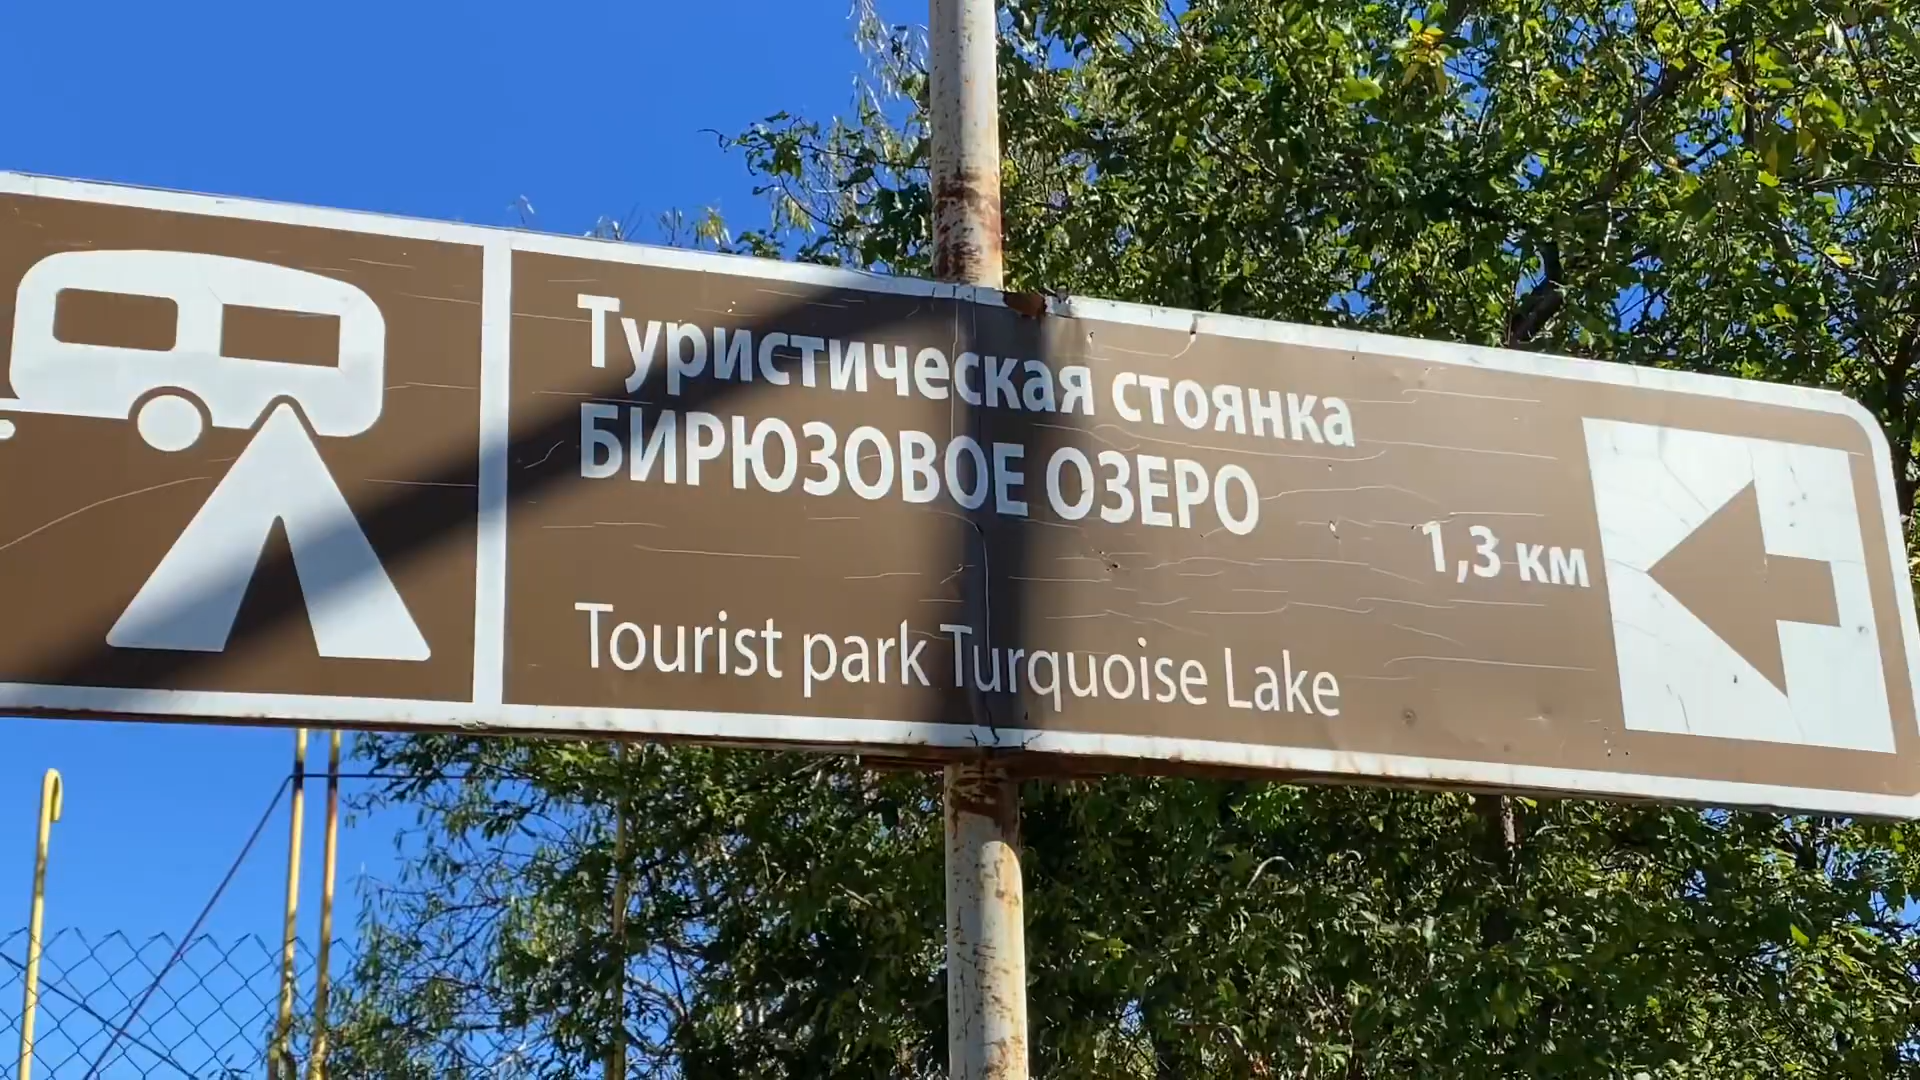 Туристическая стоянка
БИРЮЗОВОЕ ОЗЕРО
1,3 км
Tourist park Turquoise Lake